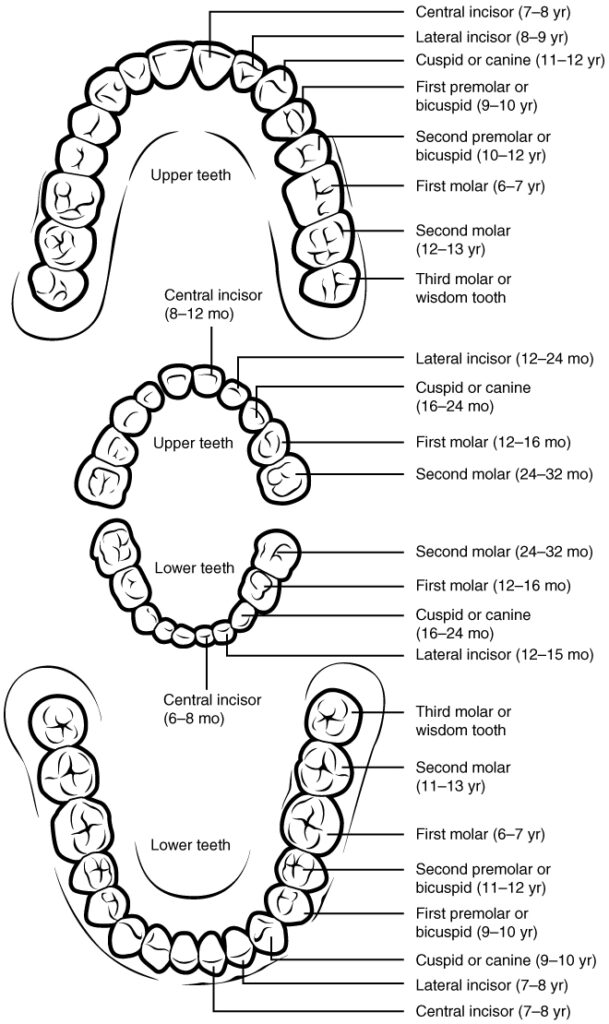 Central incisor (7–8 yr)
Lateral incisor (8–9 yr)
Cuspid or canine (11–12 yr)
First premolar or
bicuspid (9–10 yr)
Second premolar or
bicuspid (10–12 yr)
Upper teeth
First molar (6–7 yr)
Second molar
(12–13 yr)
Third molar or
wisdom tooth
Central incisor
(8–12 mo)
Lateral incisor (12–24 mo)
Cuspid or canine
(16–24 mo)
Upper teeth
First molar (12–16 mo)
Second molar (24–32 mo)
Second molar (24–32 mo)
Lower teeth
First molar (12–16 mo)
Cuspid or canine
(16–24 mo)
Lateral incisor (12–15 mo)
Central incisor
(6–8 mo)
Third molar or
wisdom tooth
Second molar
(11–13 yr)
First molar (6–7 yr)
Lower teeth
Second premolar or
bicuspid (11–12 yr)
First premolar or
bicuspid (9–10 yr)
Cuspid or canine (9–10 yr)
Lateral incisor (7–8 yr)
Central incisor (7–8 yr)